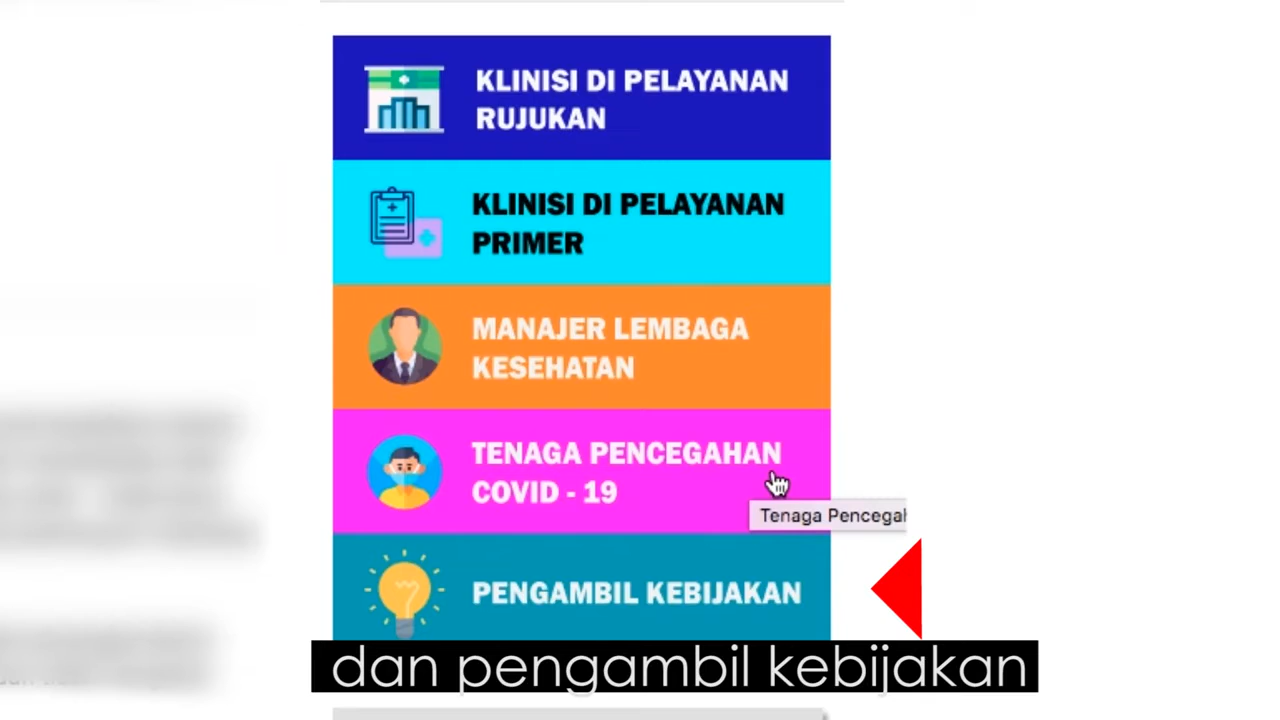 KLINISI DI PELAYANAN
RUJUKAN
KLINISI DI PELAYANAN
PRIMER
MANAJER LEMBAGA
KESEHATAN
TENAGA PENCEGAHAN
COVID - 19
Tenaga
PENGAMBIL KEBIJAKAN
dan pengambil kebijakan